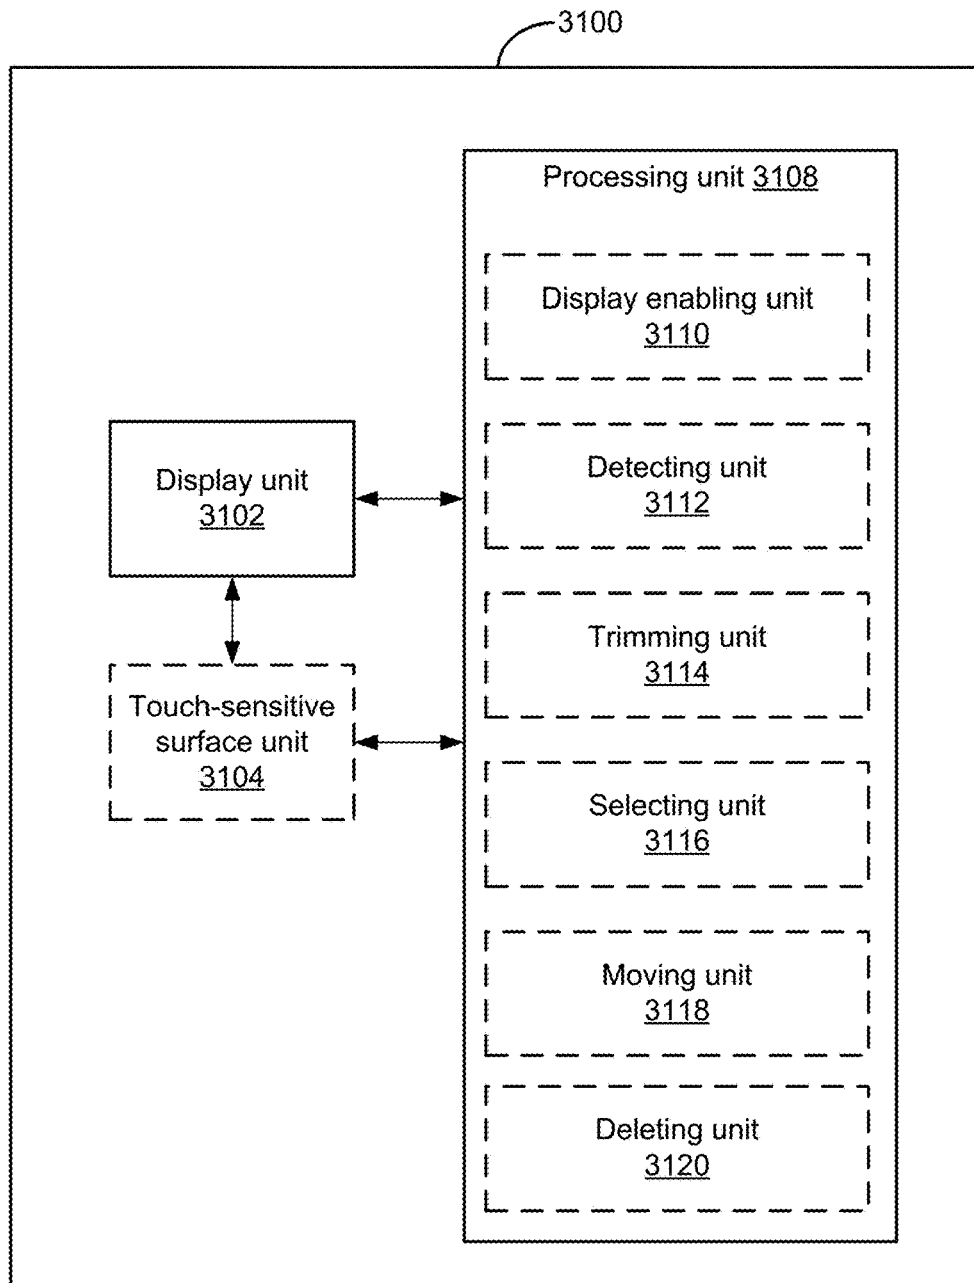 3100
Processing unit 3108
Display enabling unit
3110
Display unit
3102
Detecting unit
3112
Trimming unit
3114
Touch-sensitive
surface unit
3104
Selecting unit
3116
Moving unit
3118
Deleting unit
3120